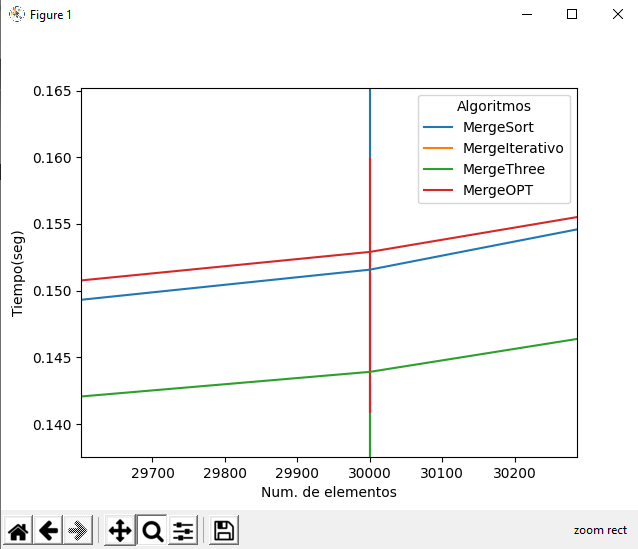 Figure 1
0.165
0.160
0.155
0.150
0.145
0.140
Tiempo(seg)
Algoritmos
MergeSort
MergeIterativo
MergeThree
MergeOPT
29700 29800 29900 30000 30100 30200
Num. de elementos
zoom rect